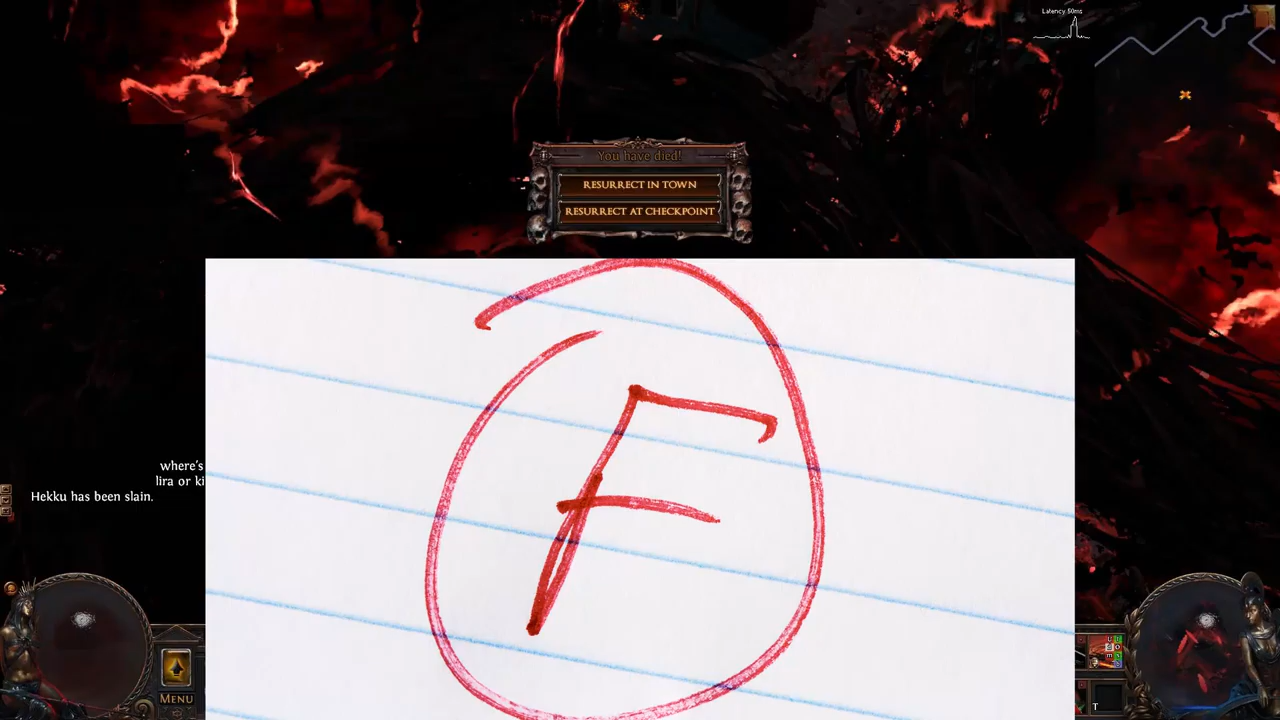 Latency 50ms
You have died!
RESURRECT IN TOWN
RESURRECT AT CHECKPOINT
F
where's
lira or ki
Hekku has been slain.
MENU
T